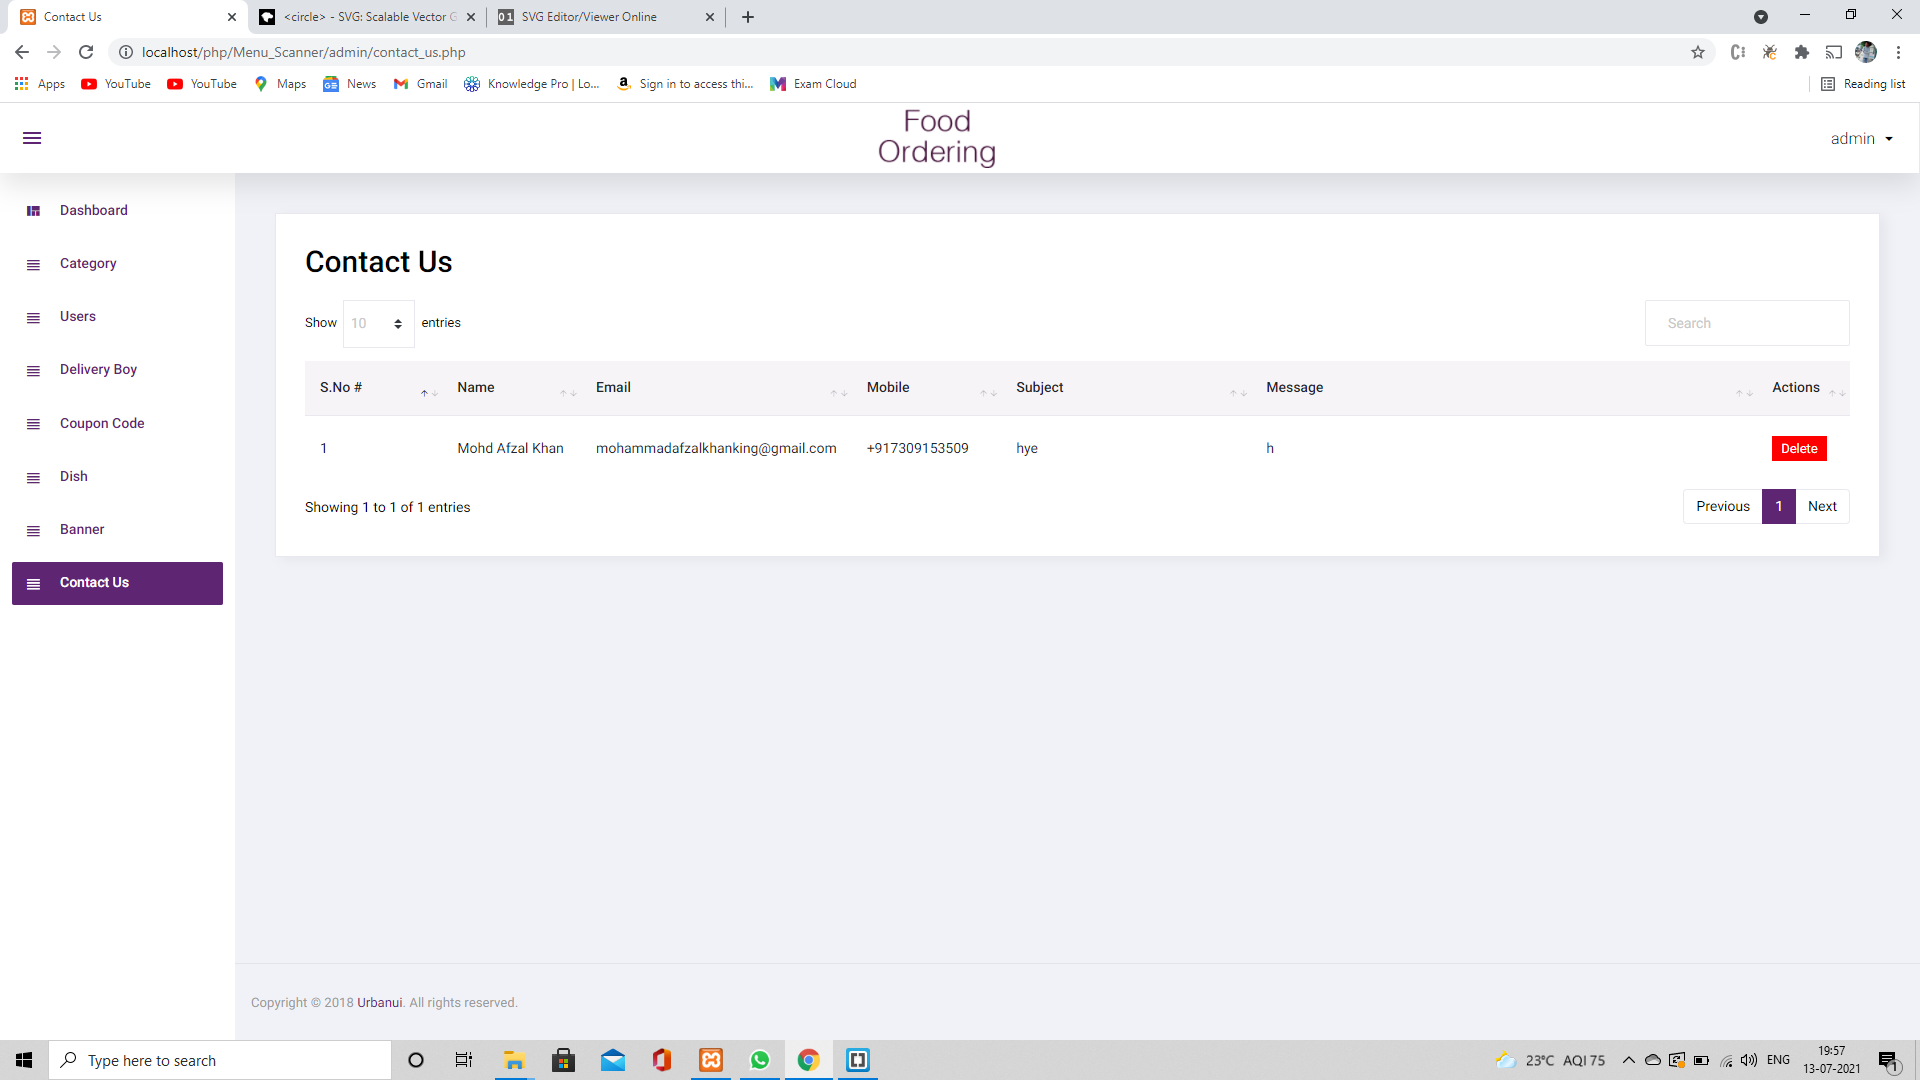 Contact Us
<circle> - SVG: Scalable Vector G
SVG Editor/Viewer Online
localhost/php/Menu_Scanner/admin/contact_us.php
Apps YouTube YouTube Maps News Gmail Knowledge Pro | Lo... Sign in to access thi... Exam Cloud Reading list
Food
Ordering
admin
Dashboard
Category
Users
Delivery Boy
Coupon Code
Dish
Banner
Contact Us
Contact Us
Show 10 entries
Search
S.No # Name Email Mobile Subject Message Actions
1 Mohd Afzal Khan mohammadafzalkhanking@gmail.com +917309153509 hye h Delete
Showing 1 to 1 of 1 entries
Previous 1 Next
Copyright © 2018 Urbanui. All rights reserved.
Type here to search
23°C AQI 75
ENG
19:57
13-07-2021
1